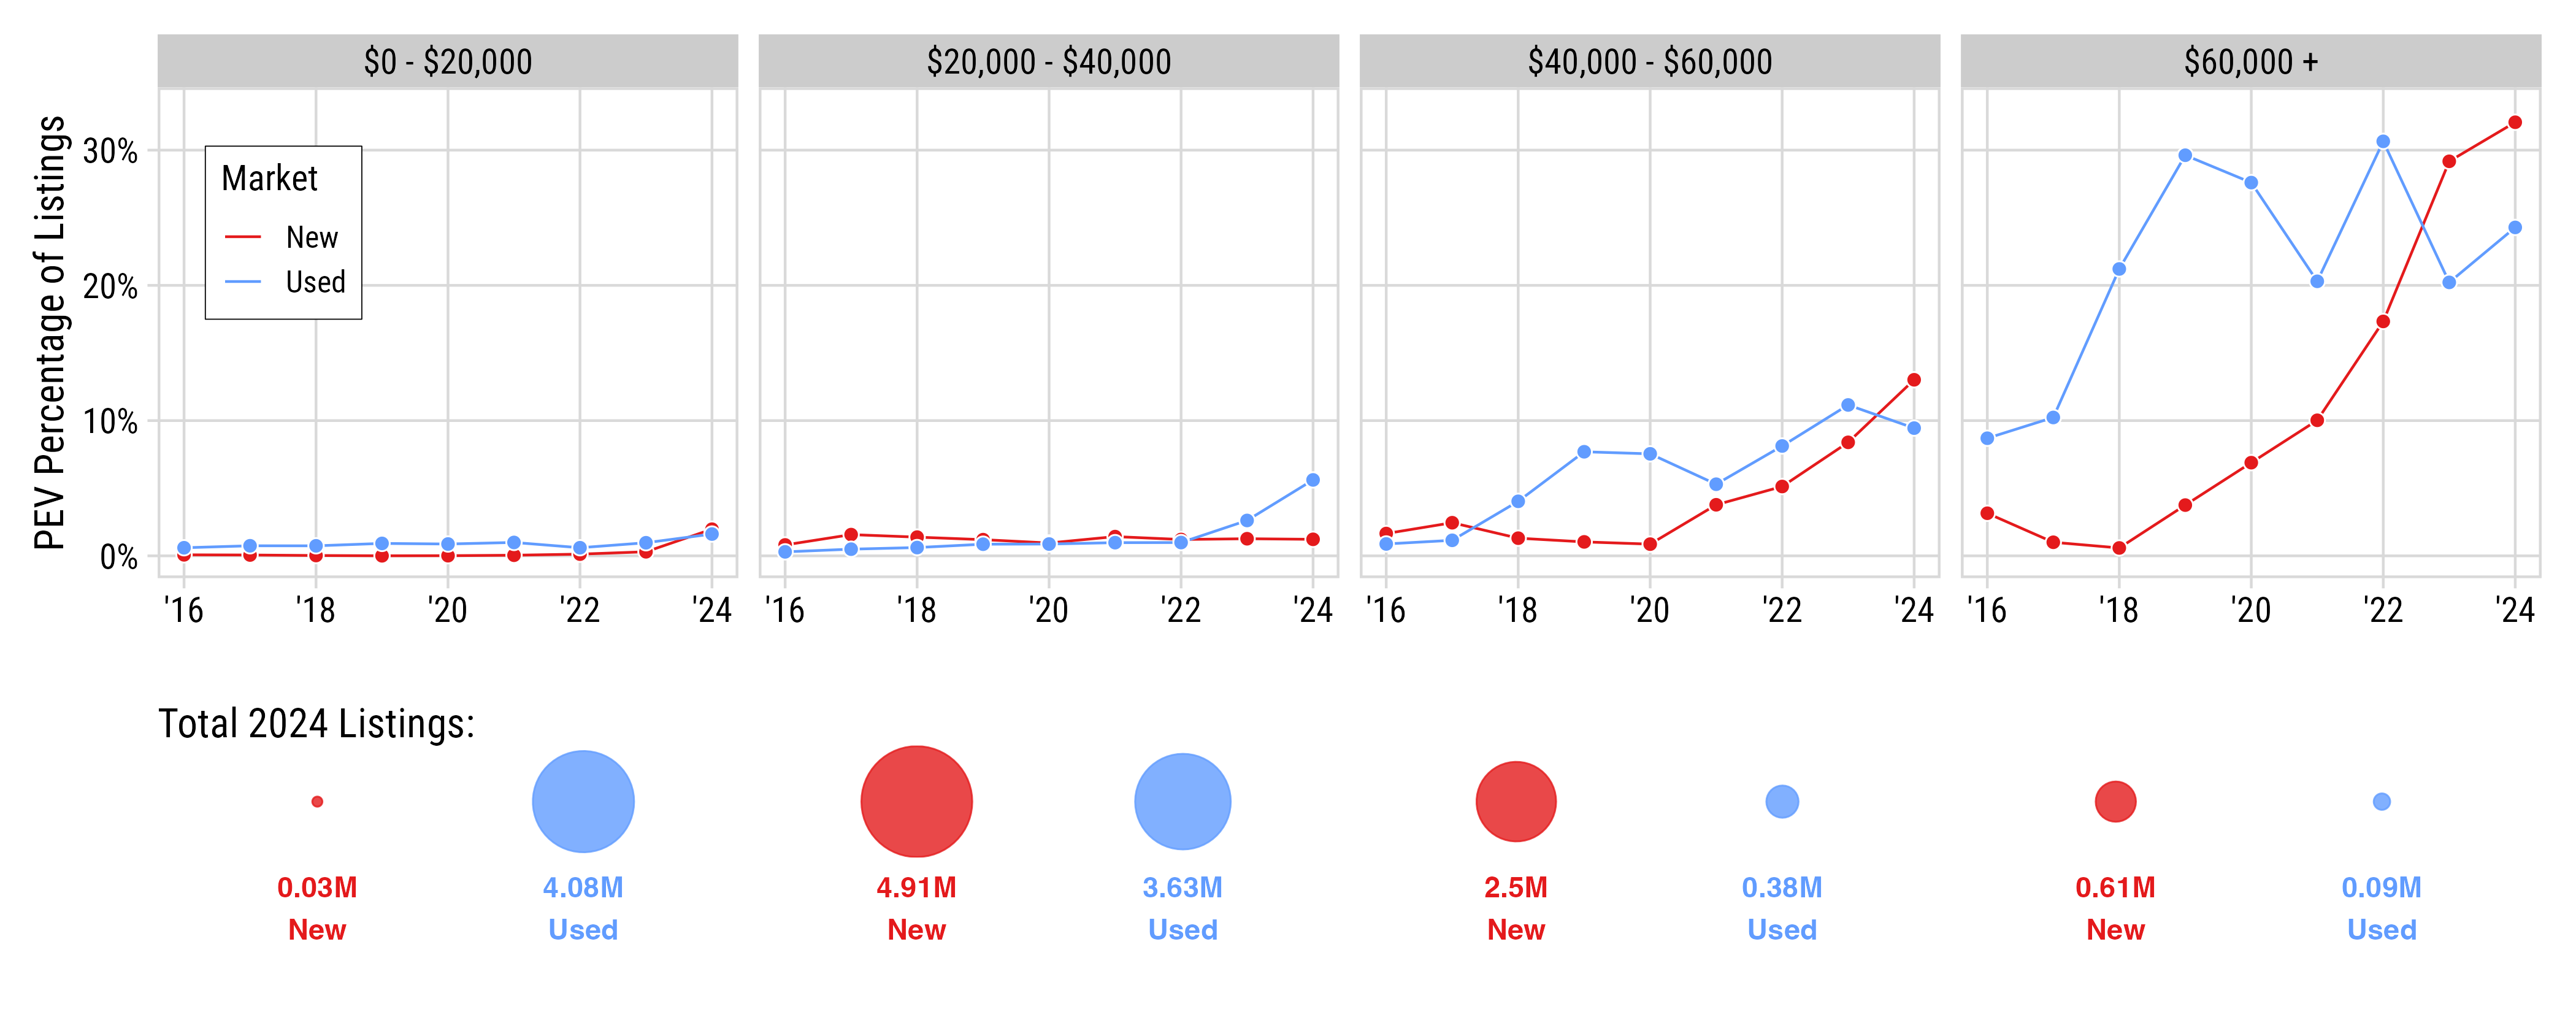 $0 - $20,000
$20,000 - $40,000
$40,000 - $60,000
$60,000 +
PEV Percentage of Listings
30%
20%
10%
0%
Market
New
Used
'16 '18 '20 '22 '24
'16 '18 '20 '22 '24
'16 '18 '20 '22 '24
'16 '18 '20 '22 '24
Total 2024 Listings:
0.03M
New
4.08M
Used
4.91M
New
3.63M
Used
2.5M
New
0.38M
Used
0.61M
New
0.09M
Used